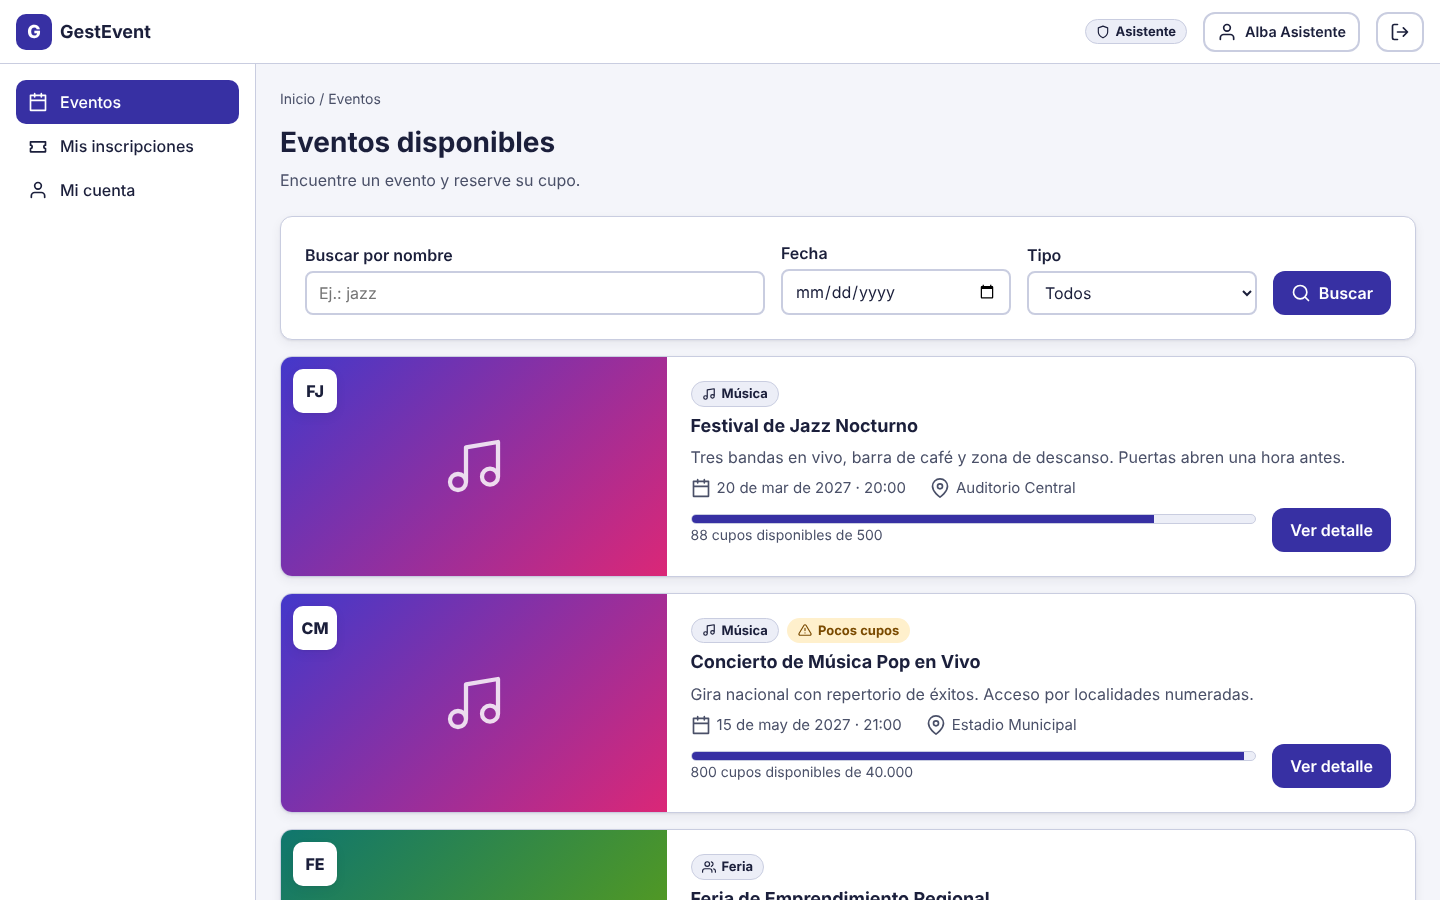 G GestEvent
Asistente
Alba Asistente
Eventos
Mis inscripciones
Mi cuenta
Inicio / Eventos
Eventos disponibles
Encuentre un evento y reserve su cupo.
Buscar por nombre
Ej.: jazz
Fecha
mm/dd/yyyy
Tipo
Todos
Buscar
FJ
Música
Festival de Jazz Nocturno
Tres bandas en vivo, barra de café y zona de descanso. Puertas abren una hora antes.
20 de mar de 2027 · 20:00 Auditorio Central
88 cupos disponibles de 500
Ver detalle
CM
Música Pocos cupos
Concierto de Música Pop en Vivo
Gira nacional con repertorio de éxitos. Acceso por localidades numeradas.
15 de may de 2027 · 21:00 Estadio Municipal
800 cupos disponibles de 40.000
Ver detalle
FE
Feria
Feria de Emprendimiento Regional